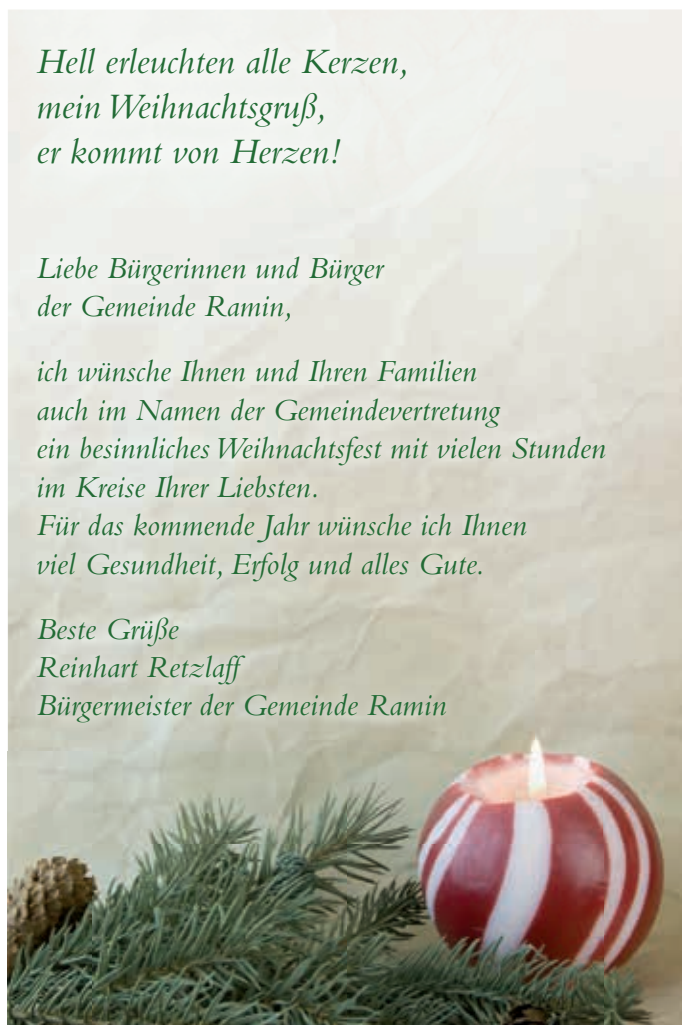 Hell erleuchten alle Kerzen,
mein Weihnachtsgruß,
er kommt von Herzen!
Liebe Bürgerinnen und Bürger
der Gemeinde Ramin,
ich wünsche Ihnen und Ihren Familien
auch im Namen der Gemeindevertretung
ein besinnliches Weihnachtsfest mit vielen Stunden
im Kreise Ihrer Liebsten.
Für das kommende Jahr wünsche ich Ihnen
viel Gesundheit, Erfolg und alles Gute.
Beste Grüße
Reinhart Retzlaff
Bürgermeister der Gemeinde Ramin